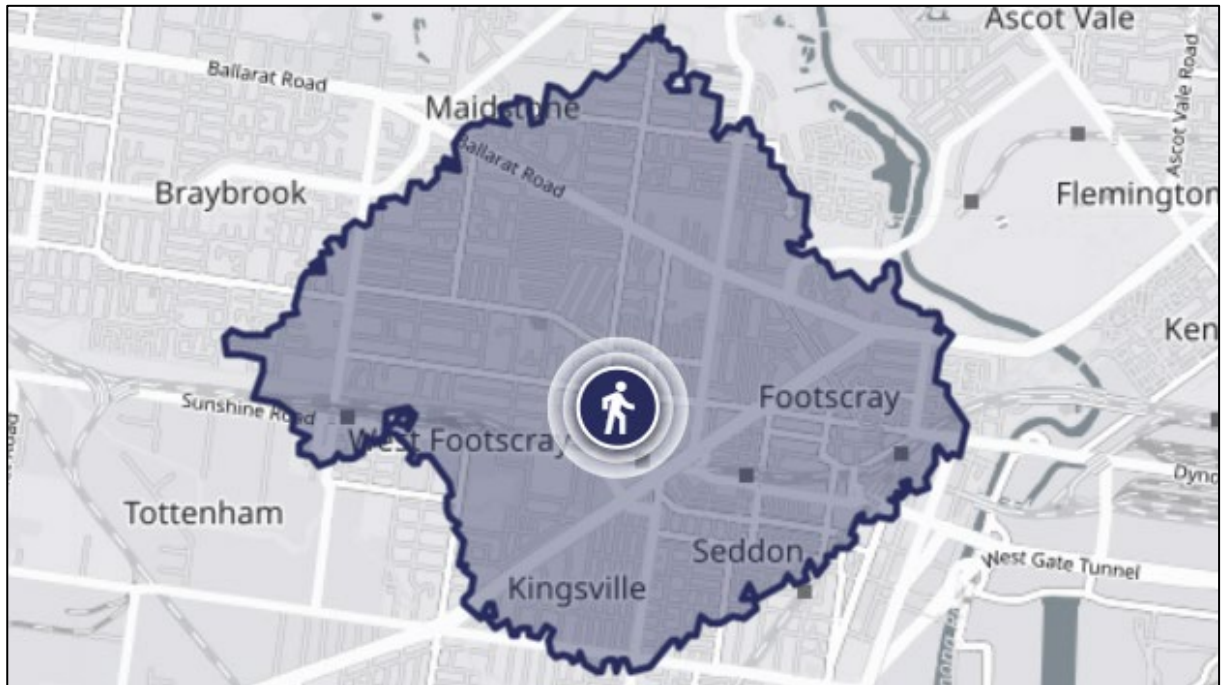 Ascot Vale
Ballarat Road
Maidstone
Ascot Vale Road
Ballarat Road
Braybrook
Flemington
Ken
Footscray
Sunshine Road
West Footscray
Road
Dyno
Tottenham
Seddon
West Gate Tunnel
Kingsville